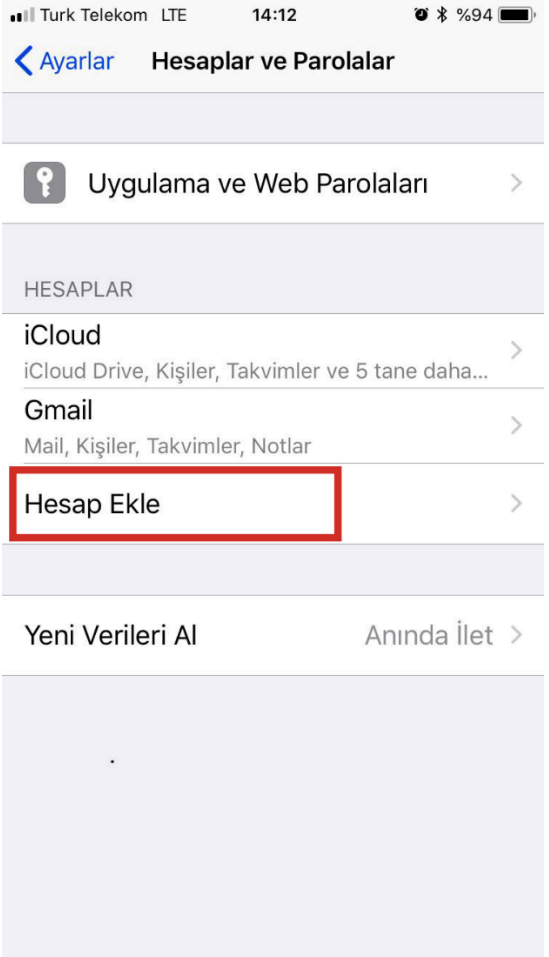 Turk Telekom LTE 14:12 %94
Ayarlar Hesaplar ve Parolalar
Uygulama ve Web Parolaları
HESAPLAR
iCloud
iCloud Drive, Kişiler, Takvimler ve 5 tane daha...
Gmail
Mail, Kişiler, Takvimler, Notlar
Hesap Ekle
Yeni Verileri Al Anında İlet
.